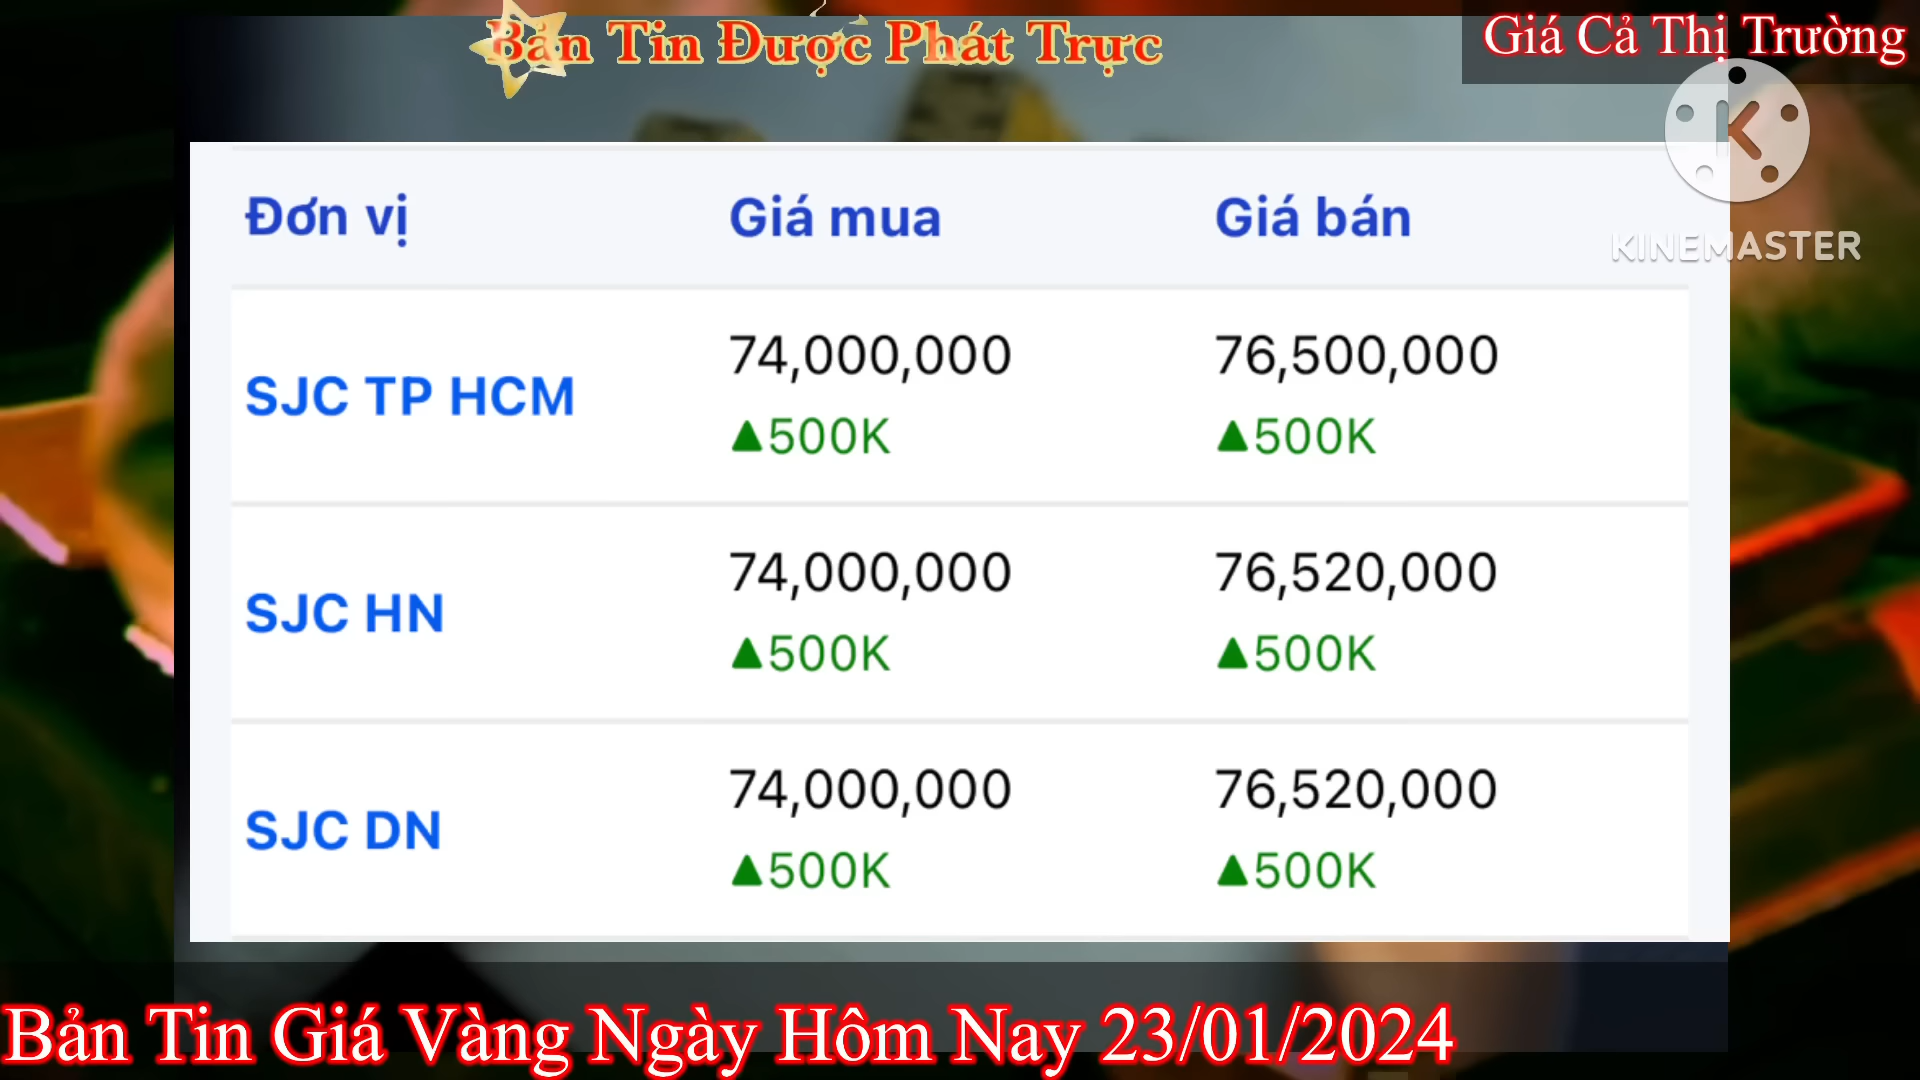 Bản Tin Được Phát Trực
Giá Cả Thị Trường
KINEMASTER
Đơn vị Giá mua Giá bán
SJC TP HCM 74,000,000 76,500,000
▲500K ▲500K
SJC HN 74,000,000 76,520,000
▲500K ▲500K
SJC DN 74,000,000 76,520,000
▲500K ▲500K
Bản Tin Giá Vàng Ngày Hôm Nay 23/01/2024